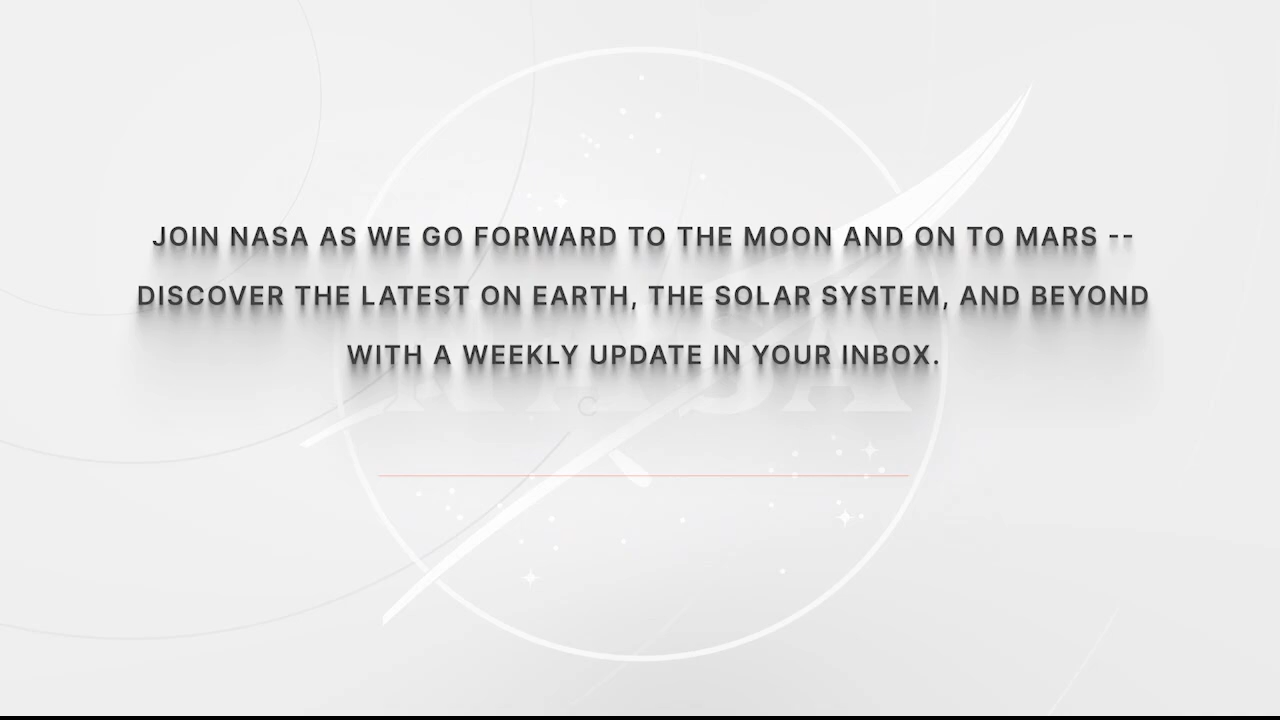 JOIN NASA AS WE GO FORWARD TO THE MOON AND ON TO MARS --
DISCOVER THE LATEST ON EARTH, THE SOLAR SYSTEM, AND BEYOND
WITH A WEEKLY UPDATE IN YOUR INBOX.
NASA